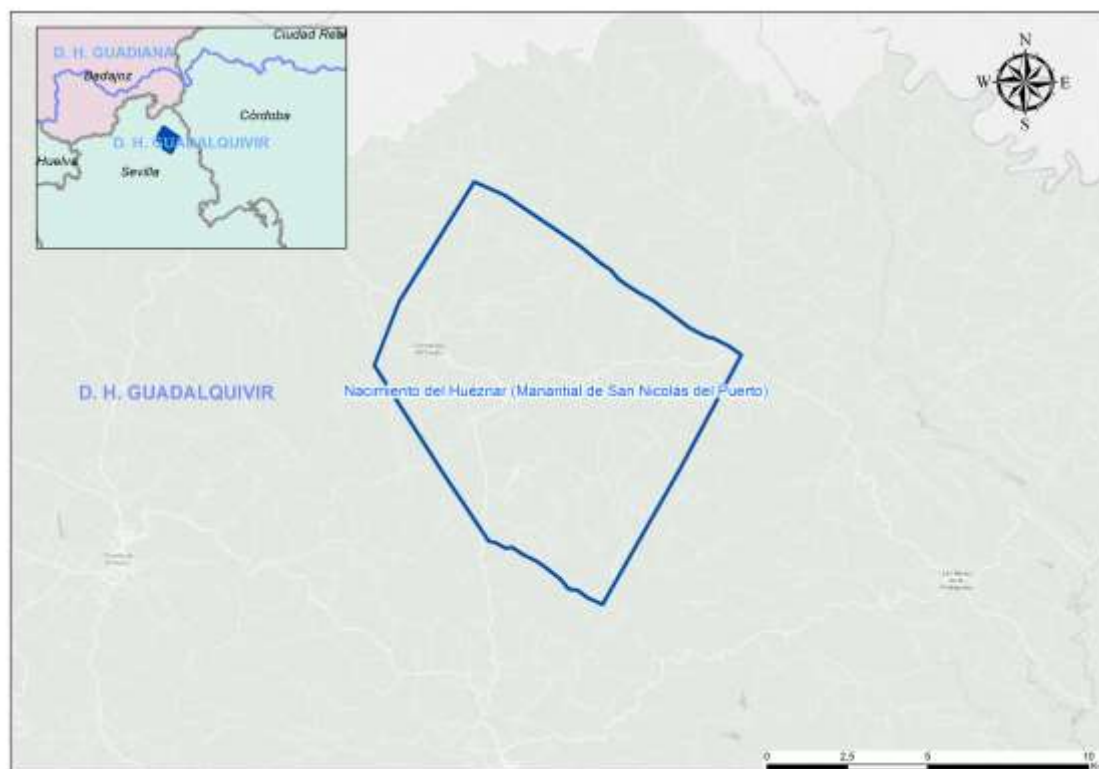 Ciudad Real
D. H. GUADIANA
Badajoz
Córdoba
D. H. GUADALQUIVIR
Huelva
Sevilla
N
W
E
S
D. H. GUADALQUIVIR
Nacimiento del Hueznar (Manantial de San Nicolás del Puerto)
0 2,5 5 10